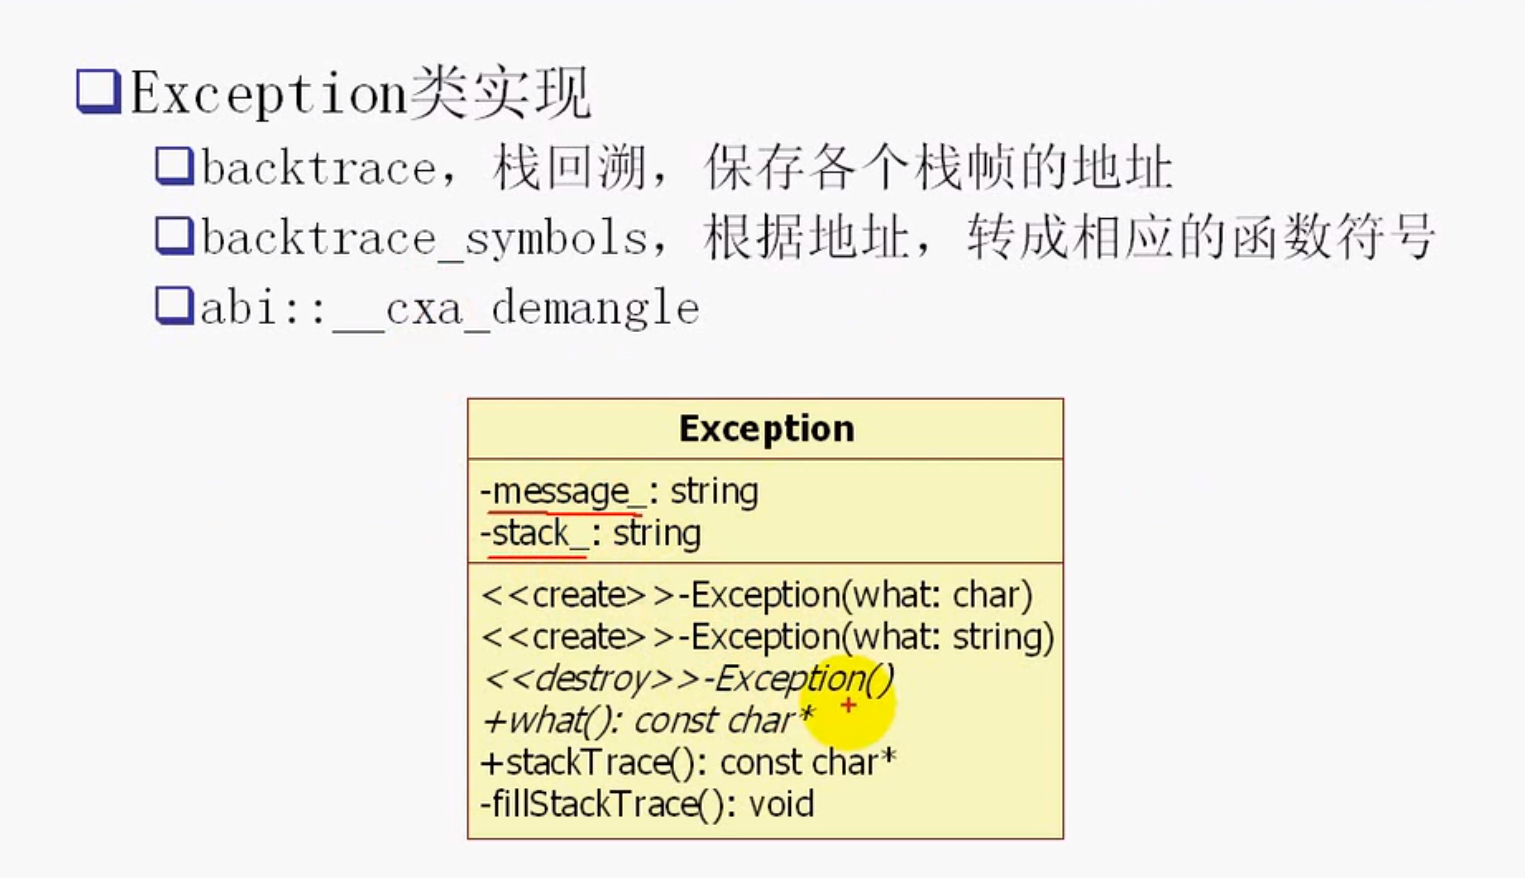 Exception类实现
backtrace，栈回溯，保存各个栈帧的地址
backtrace_symbols，根据地址，转成相应的函数符号
abi::__cxa_demangle
Exception
-message_: string
-stack_: string
<<create>>-Exception(what: char)
<<create>>-Exception(what: string)
<<destroy>>-Exception()
+what(): const char*
+stackTrace(): const char*
-fillStackTrace(): void